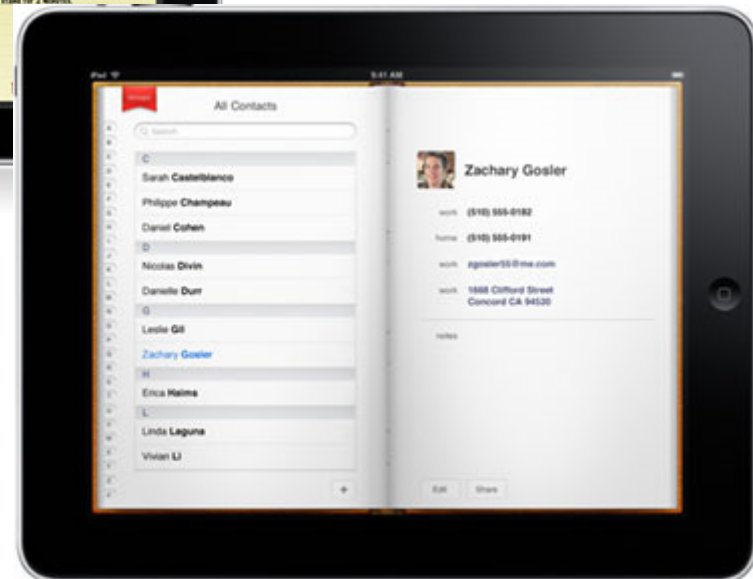 iPad
9:41 AM
Groups
All Contacts
Search
C
Sarah Castelblanco
Philippe Champeau
Daniel Cohen
D
Nicolas Divin
Danielle Durr
G
Leslie Gill
Zachary Gosler
H
Erica Haims
L
Linda Laguna
Vivian Li
+
Zachary Gosler
work (510) 555-0182
home (510) 555-0191
work zgosler55@me.com
work 1668 Clifford Street
Concord CA 94520
notes
Edit Share